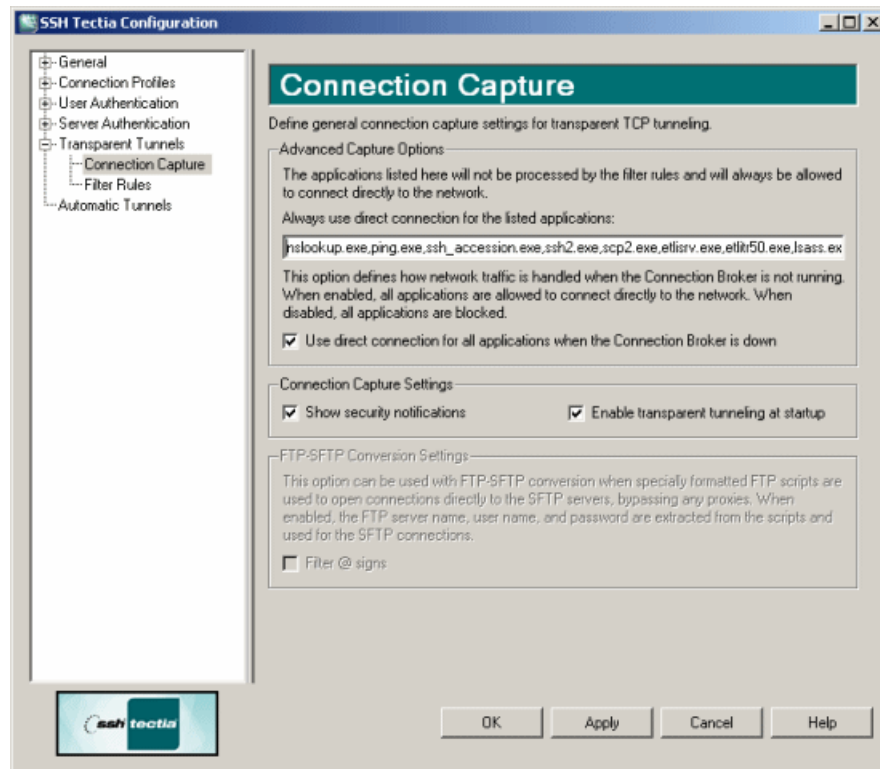 SSH Tectia Configuration
General
Connection Profiles
User Authentication
Server Authentication
Transparent Tunnels
Connection Capture
Filter Rules
Automatic Tunnels
Connection Capture
Define general connection capture settings for transparent TCP tunneling.
Advanced Capture Options
The applications listed here will not be processed by the filter rules and will always be allowed
to connect directly to the network.
Always use direct connection for the listed applications:
nslookup.exe,ping.exe,ssh_accession.exe,ssh2.exe,scp2.exe,etlisrv.exe,etlitr50.exe,lsass.ex
This option defines how network traffic is handled when the Connection Broker is not running.
When enabled, all applications are allowed to connect directly to the network. When
disabled, all applications are blocked.
Use direct connection for all applications when the Connection Broker is down
Connection Capture Settings
Show security notifications
Enable transparent tunneling at startup
FTP-SFTP Conversion Settings
This option can be used with FTP-SFTP conversion when specially formatted FTP scripts are
used to open connections directly to the SFTP servers, bypassing any proxies. When
enabled, the FTP server name, user name, and password are extracted from the scripts and
used for the SFTP connections.
Filter @ signs
ssh tectia
OK
Apply
Cancel
Help